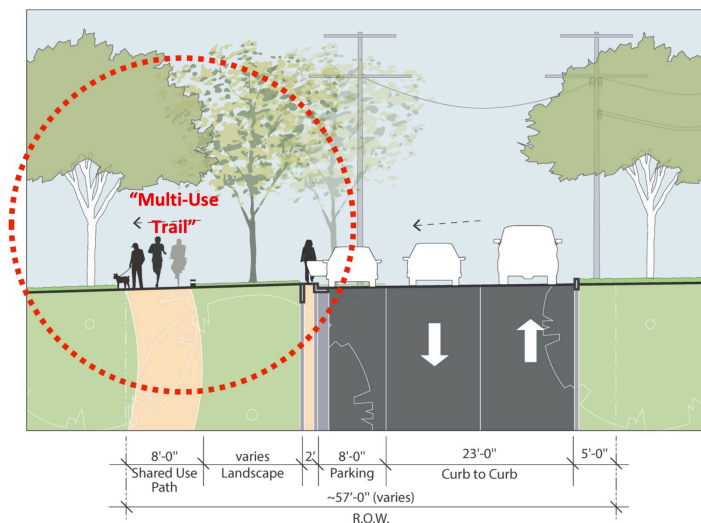 “Multi-Use
Trail”
8'-0" varies 2' 8'-0" 23'-0" 5'-0"
Shared Use Landscape Parking Curb to Curb
Path
~57'-0" (varies)
R.O.W.